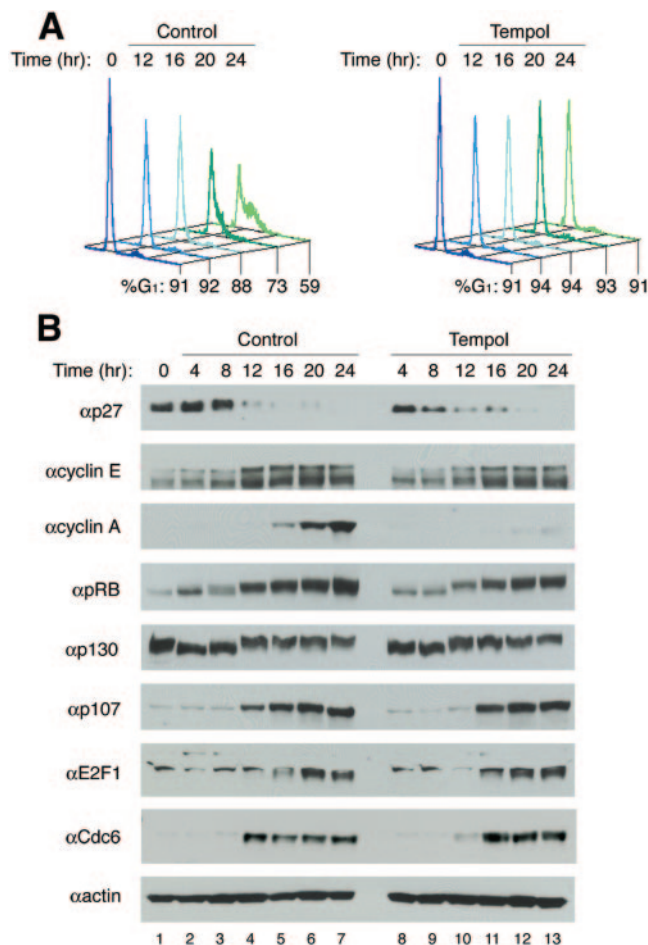 A
Control
Tempol
Time (hr): 0 12 16 20 24
Time (hr): 0 12 16 20 24
%G1: 91 92 88 73 59
%G1: 91 94 94 93 91
B
Control
Tempol
Time (hr): 0 4 8 12 16 20 24 4 8 12 16 20 24
αp27
αcyclin E
αcyclin A
αpRB
αp130
αp107
αE2F1
αCdc6
αactin
1 2 3 4 5 6 7 8 9 10 11 12 13